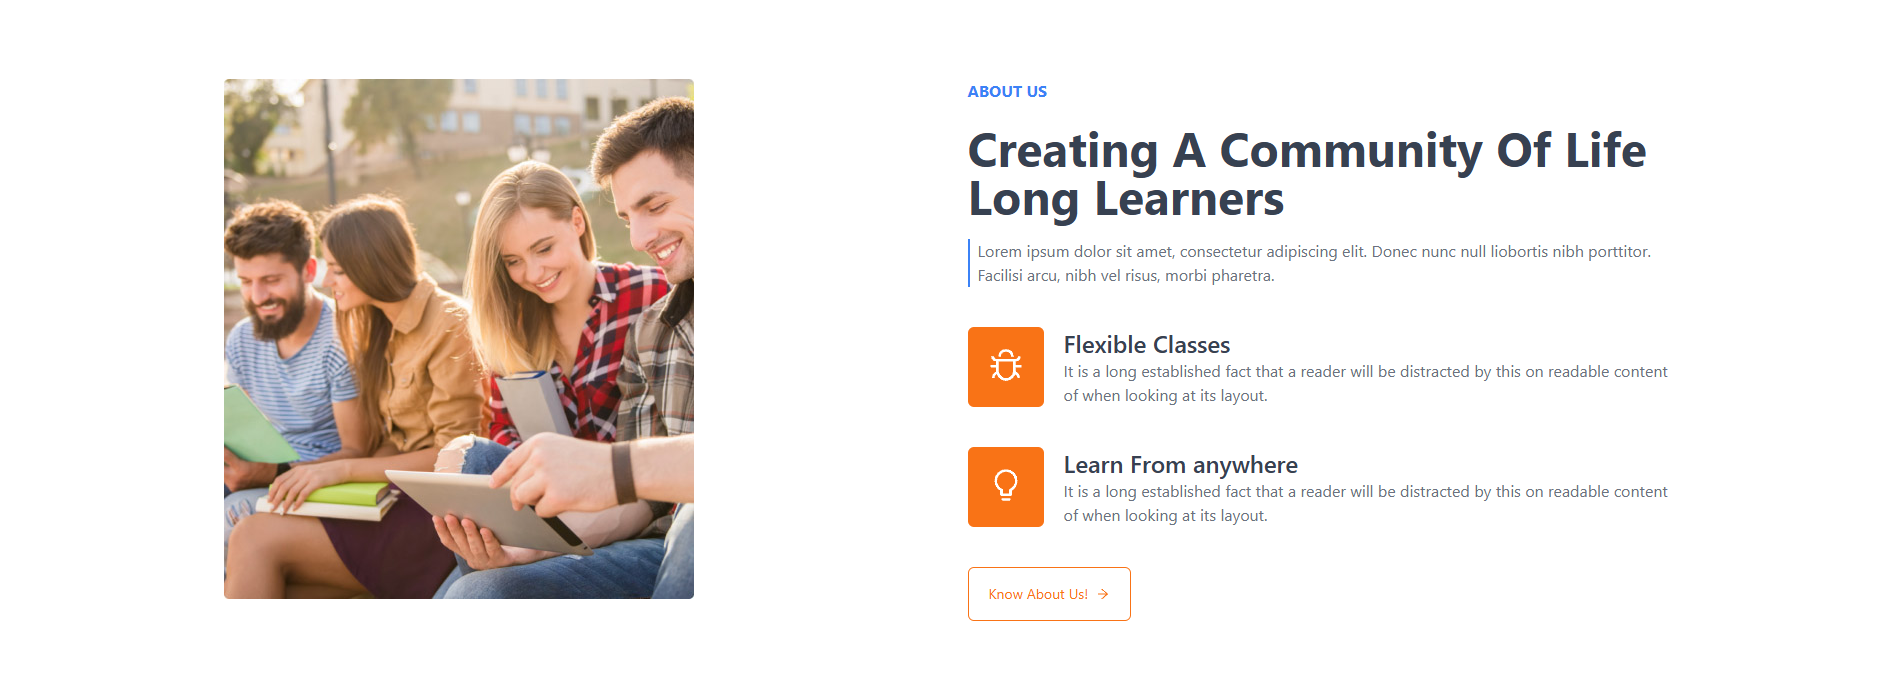 ABOUT US
Creating A Community Of Life
Long Learners
Lorem ipsum dolor sit amet, consectetur adipiscing elit. Donec nunc null liobortis nibh porttitor.
Facilisi arcu, nibh vel risus, morbi pharetra.
Flexible Classes
It is a long established fact that a reader will be distracted by this on readable content
of when looking at its layout.
Learn From anywhere
It is a long established fact that a reader will be distracted by this on readable content
of when looking at its layout.
Know About Us!